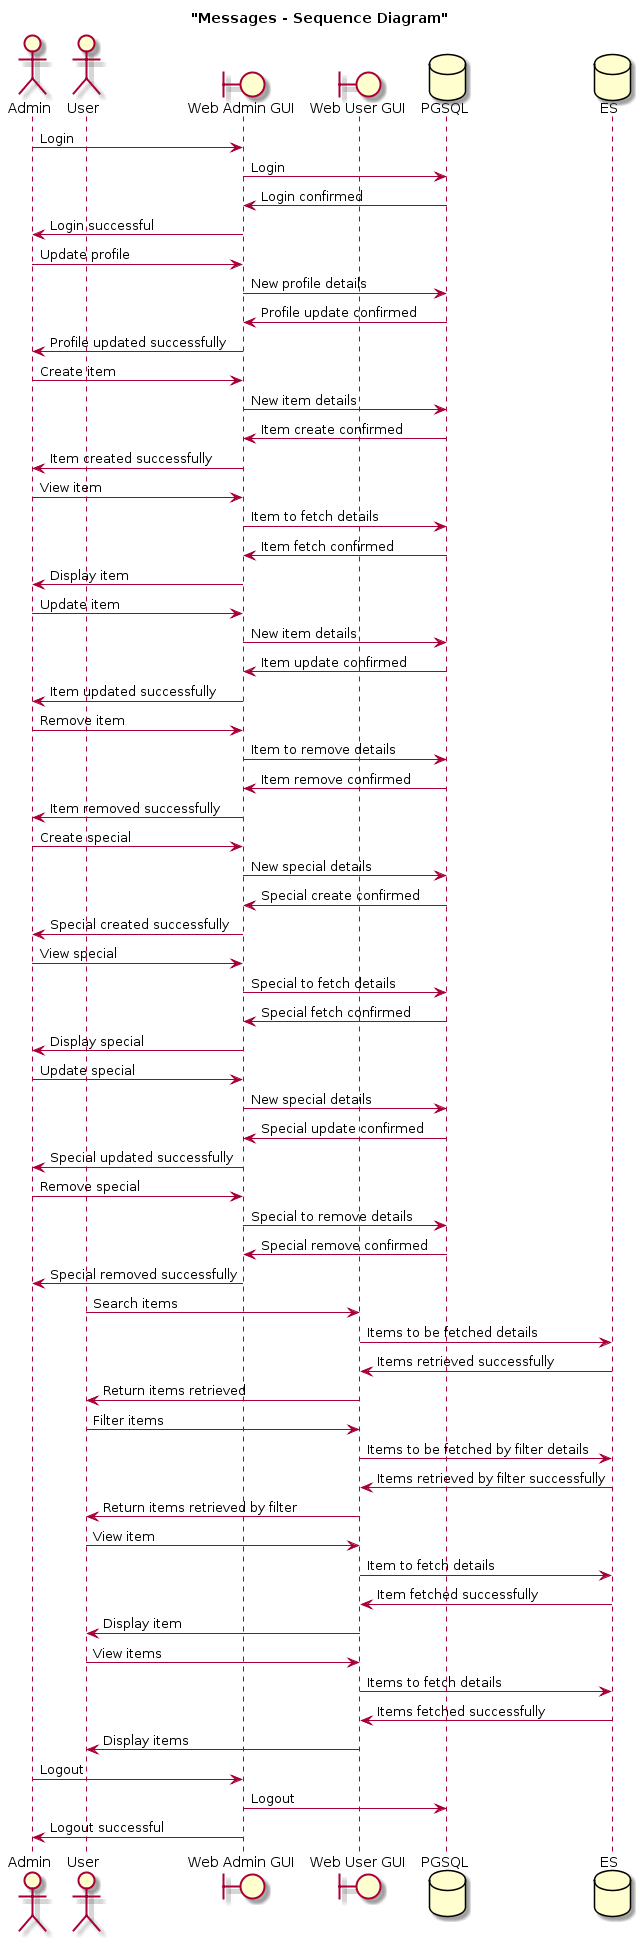 "Messages - Sequence Diagram"
Admin User Web Admin GUI Web User GUI PGSQL ES
Login
Login
Login confirmed
Login successful
Update profile
New profile details
Profile update confirmed
Profile updated successfully
Create item
New item details
Item create confirmed
Item created successfully
View item
Item to fetch details
Item fetch confirmed
Display item
Update item
New item details
Item update confirmed
Item updated successfully
Remove item
Item to remove details
Item remove confirmed
Item removed successfully
Create special
New special details
Special create confirmed
Special created successfully
View special
Special to fetch details
Special fetch confirmed
Display special
Update special
New special details
Special update confirmed
Special updated successfully
Remove special
Special to remove details
Special remove confirmed
Special removed successfully
Search items
Items to be fetched details
Items retrieved successfully
Return items retrieved
Filter items
Items to be fetched by filter details
Items retrieved by filter successfully
Return items retrieved by filter
View item
Item to fetch details
Item fetched successfully
Display item
View items
Items to fetch details
Items fetched successfully
Display items
Logout
Logout
Logout successful
Admin User Web Admin GUI Web User GUI PGSQL ES